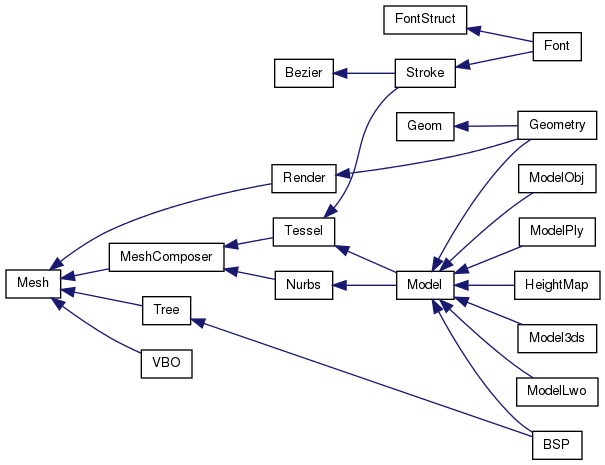 FontStruct
Font
Bezier
Stroke
Geom
Geometry
Render
ModelObj
Tessel
ModelPly
MeshComposer
Mesh
Nurbs
Model
HeightMap
Tree
Model3ds
VBO
ModelLwo
BSP